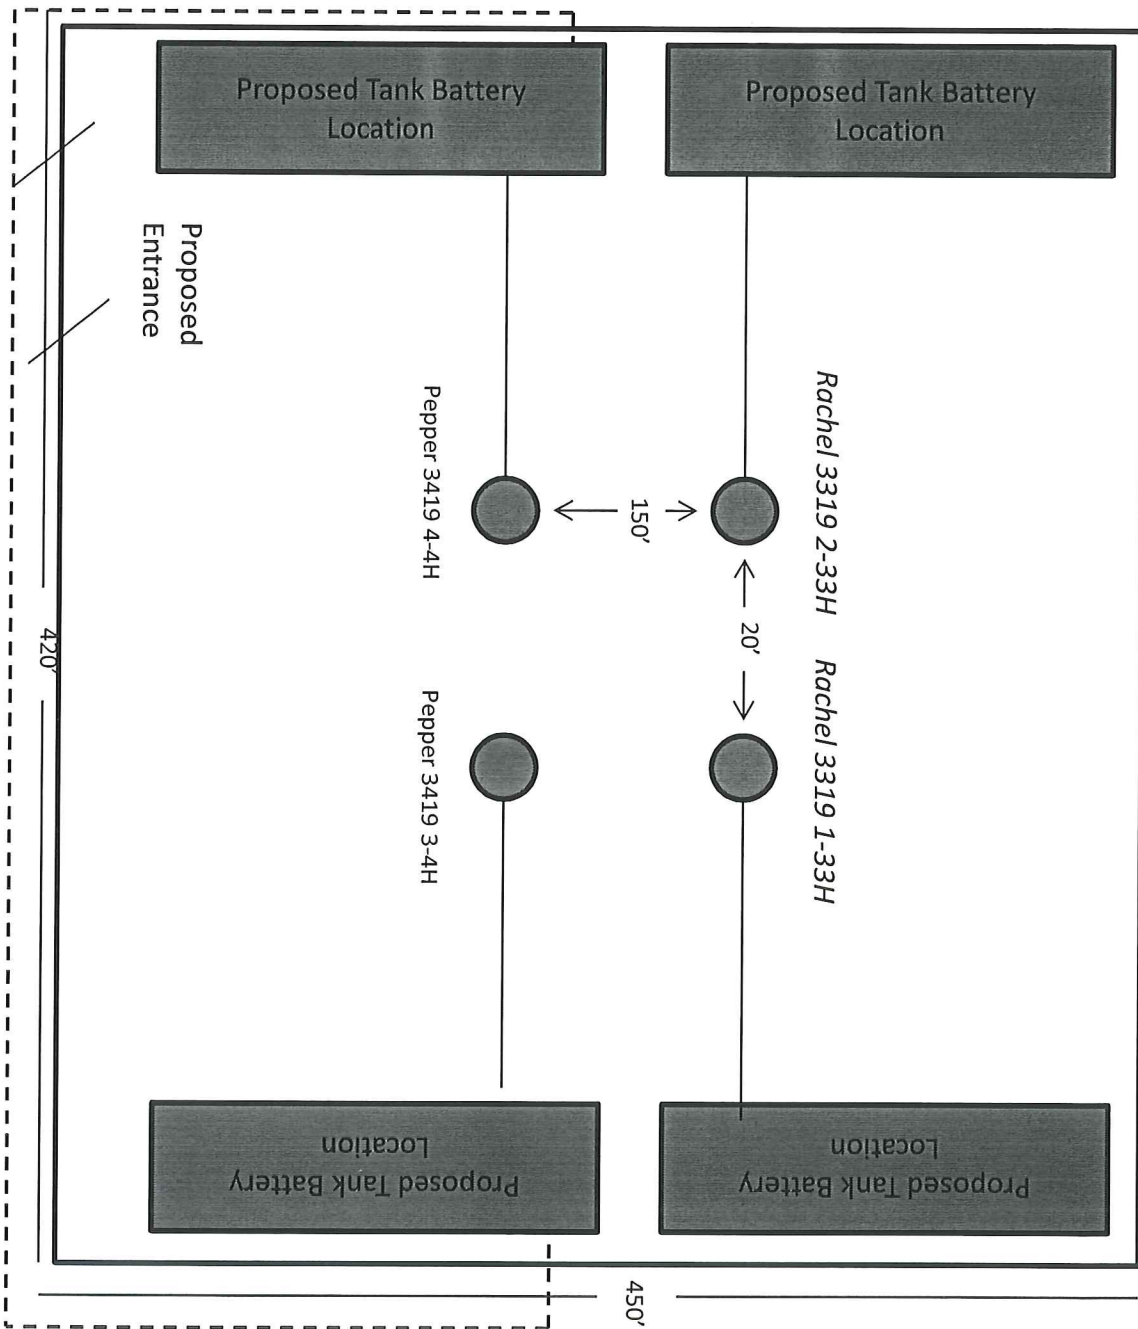 Proposed Tank Battery
Location
Proposed Tank Battery
Location
Proposed
Entrance
Rachel 3319 2-33H
Rachel 3319 1-33H
Pepper 3419 4-4H
Pepper 3419 3-4H
150'
20'
420'
450'
Proposed Tank Battery
Location
Proposed Tank Battery
Location